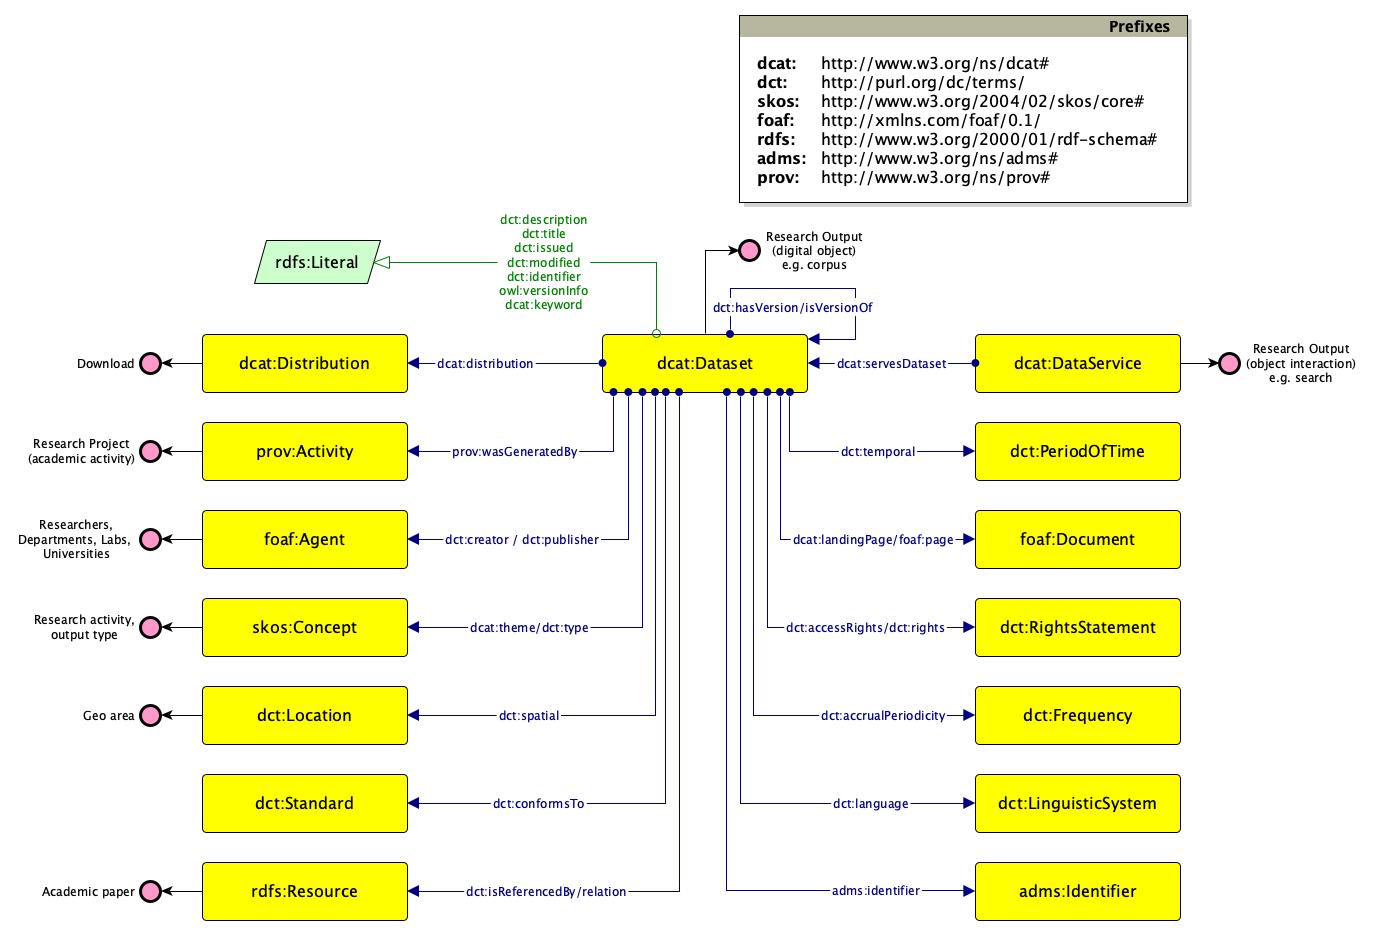 Prefixes
dcat: http://www.w3.org/ns/dcat#
dct: http://purl.org/dc/terms/
skos: http://www.w3.org/2004/02/skos/core#
foaf: http://xmlns.com/foaf/0.1/
rdfs: http://www.w3.org/2000/01/rdf-schema#
adms: http://www.w3.org/ns/adms#
prov: http://www.w3.org/ns/prov#
dct:description
dct:title
dct:issued
dct:modified
dct:identifier
owl:versionInfo
dcat:keyword
rdfs:Literal
Research Output
(digital object)
e.g. corpus
dct:hasVersion/isVersionOf
Download
dcat:Distribution
dcat:distribution
dcat:Dataset
dcat:servesDataset
dcat:DataService
Research Output
(object interaction)
e.g. search
Research Project
(academic activity)
prov:Activity
prov:wasGeneratedBy
dct:temporal
dct:PeriodOfTime
Researchers,
Departments, Labs,
Universities
foaf:Agent
dct:creator / dct:publisher
dcat:landingPage/foaf:page
foaf:Document
Research activity,
output type
skos:Concept
dcat:theme/dct:type
dct:accessRights/dct:rights
dct:RightsStatement
Geo area
dct:Location
dct:spatial
dct:accrualPeriodicity
dct:Frequency
dct:Standard
dct:conformsTo
dct:language
dct:LinguisticSystem
Academic paper
rdfs:Resource
dct:isReferencedBy/relation
adms:identifier
adms:Identifier